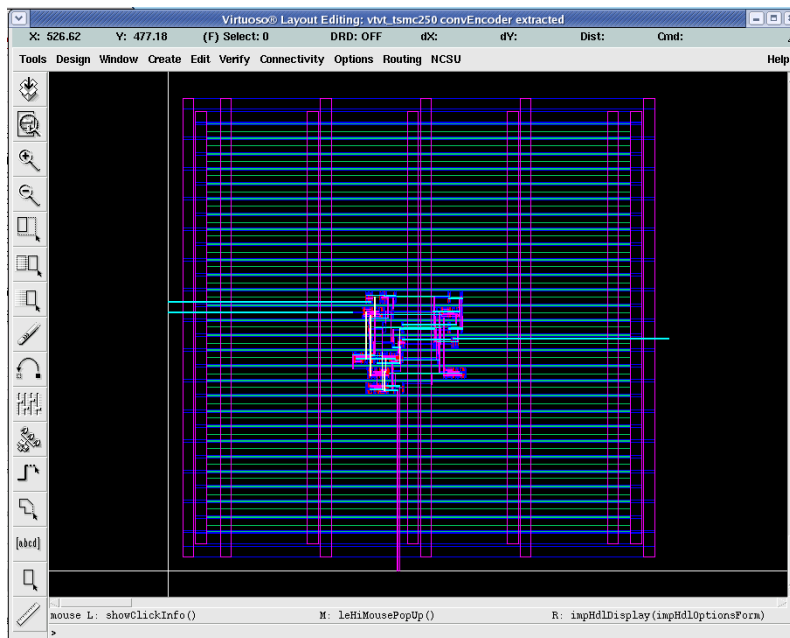 Virtuoso® Layout Editing: vtvt_tsmc250 convEncoder extracted
X: 526.62 Y: 477.18 (F) Select: 0 DRD: OFF dX: dY: Dist: Cmd:
Tools Design Window Create Edit Verify Connectivity Options Routing NCSU Help
[abcd]
mouse L: showClickInfo() M: leHiMousePopUp() R: impHdlDisplay(impHdlOptionsForm)
>